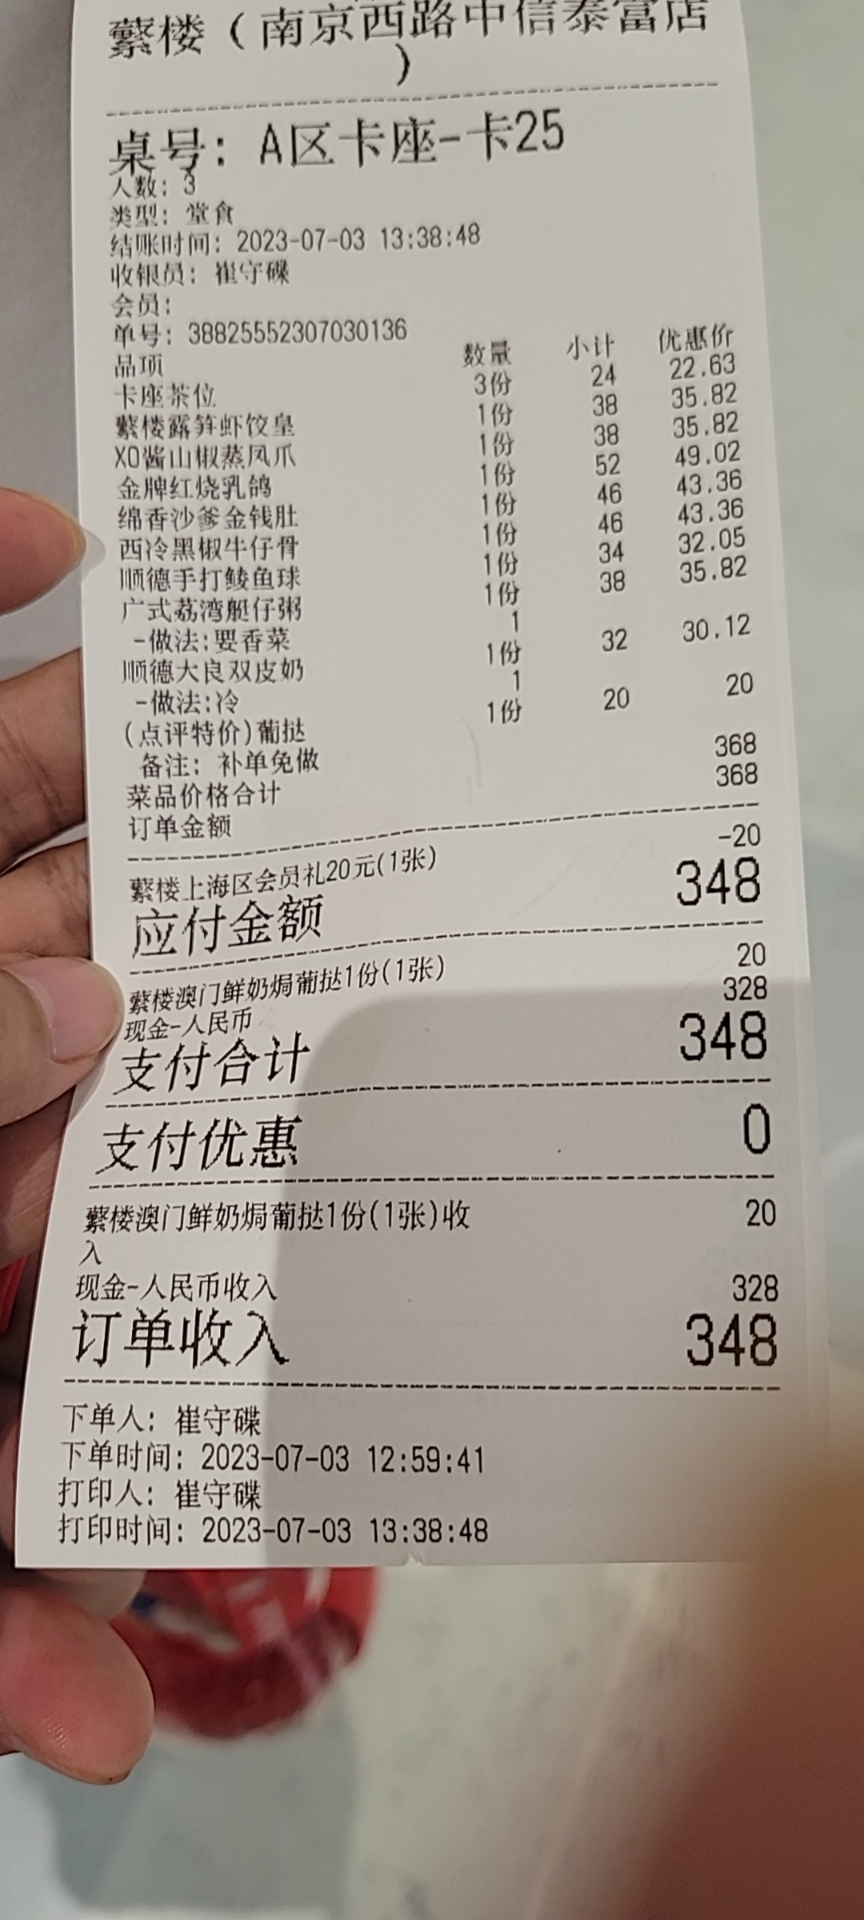 蘩楼（南京西路中信泰富店
）
桌号: A区卡座-卡25
人数: 3
类型: 堂食
结账时间: 2023-07-03 13:38:48
收银员: 崔守碟
会员:
单号: 38825552307030136
品项 数量 小计 优惠价
卡座茶位 3份 24 22.63
蘩楼露笋虾饺皇 1份 38 35.82
XO酱山椒蒸凤爪 1份 38 35.82
金牌红烧乳鸽 1份 52 49.02
绵香沙爹金钱肚 1份 46 43.36
西冷黑椒牛仔骨 1份 46 43.36
顺德手打鲮鱼球 1份 34 32.05
广式荔湾艇仔粥 1份 38 35.82
-做法:要香菜 1
顺德大良双皮奶 1份 32 30.12
-做法:冷 1
(点评特价)葡挞 1份 20 20
备注: 补单免做
菜品价格合计 368
订单金额 368
蘩楼上海区会员礼20元(1张) -20
应付金额 348
蘩楼澳门鲜奶焗葡挞1份(1张) 20
现金-人民币 328
支付合计 348
支付优惠 0
蘩楼澳门鲜奶焗葡挞1份(1张)收 20
入
现金-人民币收入 328
订单收入 348
下单人: 崔守碟
下单时间: 2023-07-03 12:59:41
打印人: 崔守碟
打印时间: 2023-07-03 13:38:48